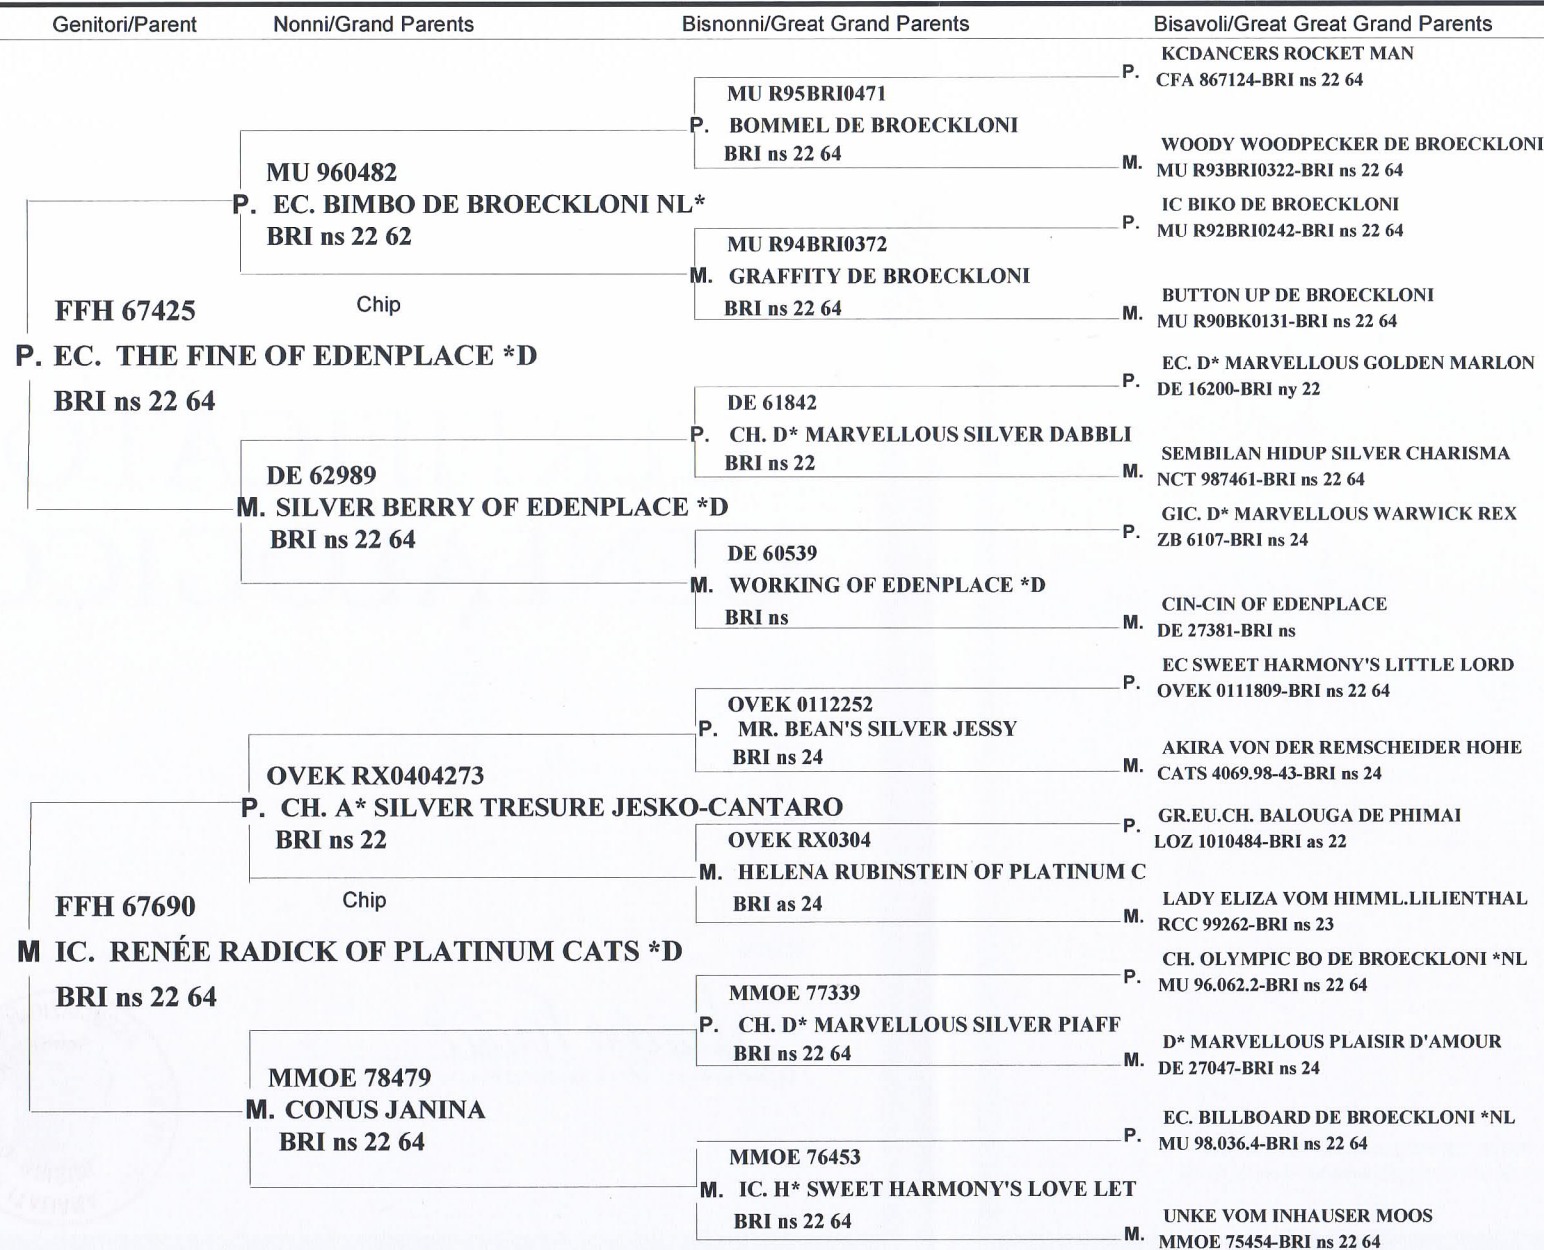 Genitori/Parent Nonni/Grand Parents Bisnonni/Great Grand Parents Bisavoli/Great Great Grand Parents
P. EC. THE FINE OF EDENPLACE *D
FFH 67425
BRI ns 22 64
Chip
MU 960482
P. EC. BIMBO DE BROECKLONI NL*
BRI ns 22 62
MU R95BRI0471
P. BOMMEL DE BROECKLONI
BRI ns 22 64
P. KCDANCERS ROCKET MAN
CFA 867124-BRI ns 22 64
M. WOODY WOODPECKER DE BROECKLONI
MU R93BRI0322-BRI ns 22 64
MU R94BRI0372
M. GRAFFITY DE BROECKLONI
BRI ns 22 64
P. IC BIKO DE BROECKLONI
MU R92BRI0242-BRI ns 22 64
M. BUTTON UP DE BROECKLONI
MU R90BK0131-BRI ns 22 64
DE 62989
M. SILVER BERRY OF EDENPLACE *D
BRI ns 22 64
DE 61842
P. CH. D* MARVELLOUS SILVER DABBLI
BRI ns 22
P. EC. D* MARVELLOUS GOLDEN MARLON
DE 16200-BRI ny 22
M. SEMBILAN HIDUP SILVER CHARISMA
NCT 987461-BRI ns 22 64
DE 60539
M. WORKING OF EDENPLACE *D
BRI ns
P. GIC. D* MARVELLOUS WARWICK REX
ZB 6107-BRI ns 24
M. CIN-CIN OF EDENPLACE
DE 27381-BRI ns
FFH 67690
M IC. RENÉE RADICK OF PLATINUM CATS *D
BRI ns 22 64
Chip
OVEK RX0404273
P. CH. A* SILVER TRESURE JESKO-CANTARO
BRI ns 22
OVEK 0112252
P. MR. BEAN'S SILVER JESSY
BRI ns 24
P. EC SWEET HARMONY'S LITTLE LORD
OVEK 0111809-BRI ns 22 64
M. AKIRA VON DER REMSCHEIDER HOHE
CATS 4069.98-43-BRI ns 24
OVEK RX0304
M. HELENA RUBINSTEIN OF PLATINUM C
BRI as 24
P. GR.EU.CH. BALOUGA DE PHIMAI
LOZ 1010484-BRI as 22
M. LADY ELIZA VOM HIMML.LILIENTHAL
RCC 99262-BRI ns 23
MMOE 78479
M. CONUS JANINA
BRI ns 22 64
MMOE 77339
P. CH. D* MARVELLOUS SILVER PIAFF
BRI ns 22 64
P. CH. OLYMPIC BO DE BROECKLONI *NL
MU 96.062.2-BRI ns 22 64
M. D* MARVELLOUS PLAISIR D'AMOUR
DE 27047-BRI ns 24
MMOE 76453
M. IC. H* SWEET HARMONY'S LOVE LET
BRI ns 22 64
P. EC. BILLBOARD DE BROECKLONI *NL
MU 98.036.4-BRI ns 22 64
M. UNKE VOM INHAUSER MOOS
MMOE 75454-BRI ns 22 64